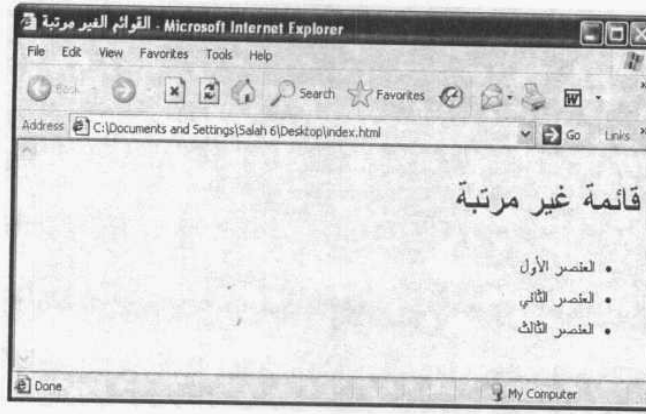 القوائم الغير مرتبة - Microsoft Internet Explorer
File Edit View Favorites Tools Help
Back Search Favorites
Address C:\Documents and Settings\Salah 6\Desktop\index.html Go Links »
قائمة غير مرتبة
• العنصر الأول
• العنصر الثاني
• العنصر الثالث
Done My Computer